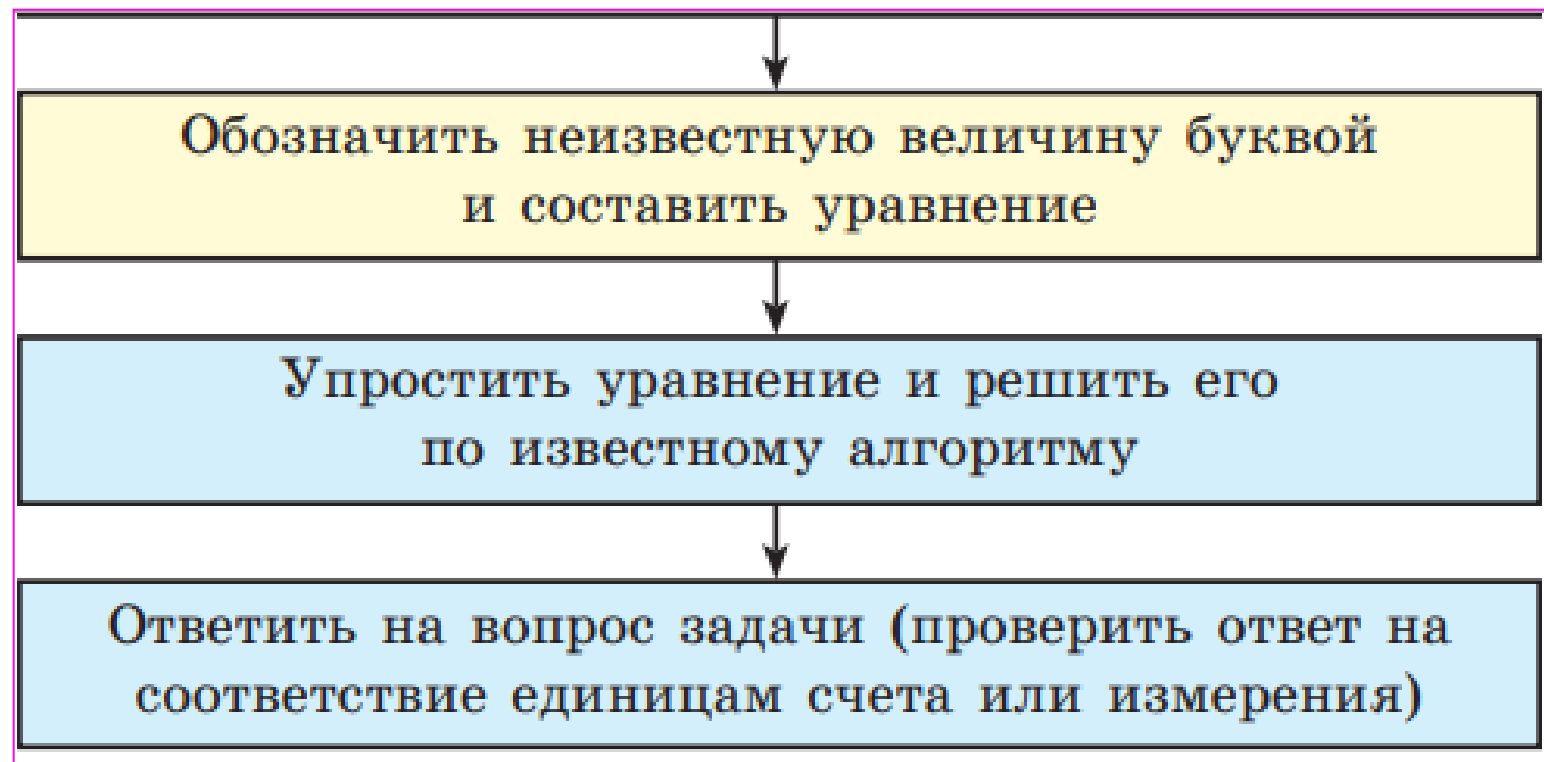 Обозначить неизвестную величину буквой
и составить уравнение
Упростить уравнение и решить его
по известному алгоритму
Ответить на вопрос задачи (проверить ответ на
соответствие единицам счета или измерения)